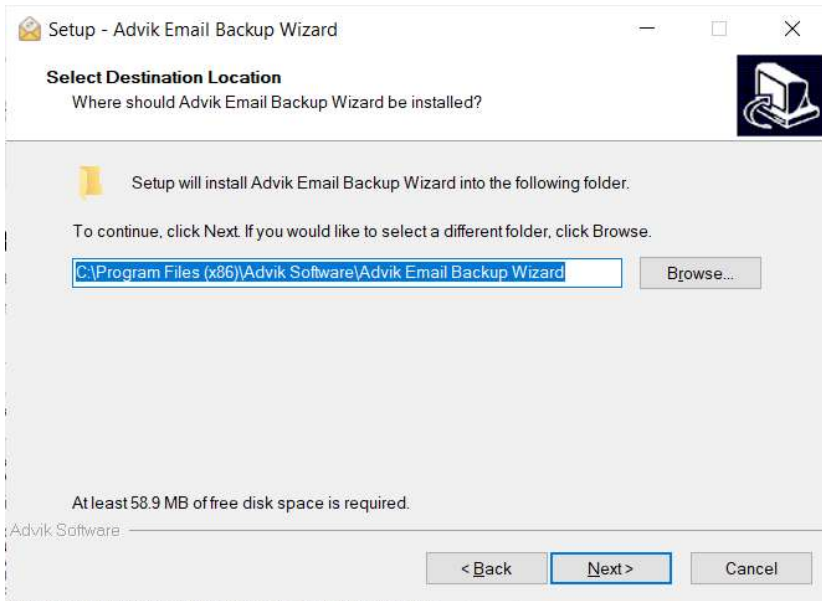 Setup - Advik Email Backup Wizard
Select Destination Location
Where should Advik Email Backup Wizard be installed?
Setup will install Advik Email Backup Wizard into the following folder.
To continue, click Next. If you would like to select a different folder, click Browse.
C:\Program Files (x86)\Advik Software\Advik Email Backup Wizard
Browse...
At least 58.9 MB of free disk space is required.
Advik Software
< Back
Next >
Cancel